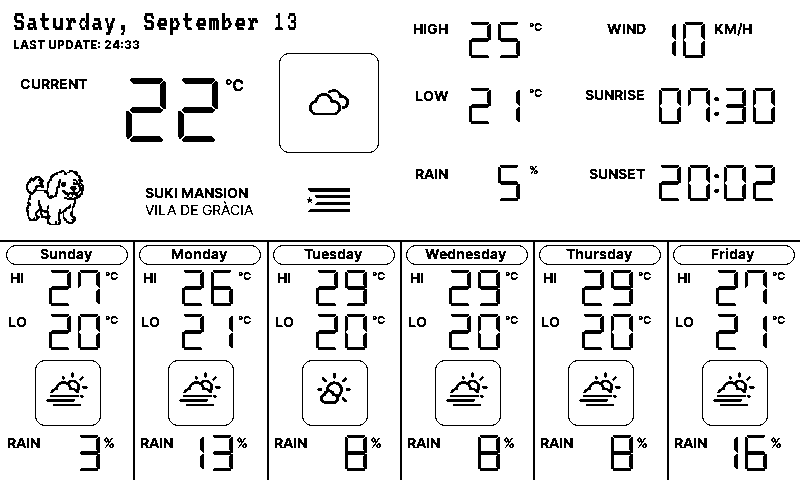 Saturday, September 13
LAST UPDATE: 24:33
CURRENT 22 °C
SUKI MANSION
VILA DE GRÀCIA
HIGH 25 °C
LOW 21 °C
RAIN 5 %
WIND 10 KM/H
SUNRISE 07:30
SUNSET 20:02
Sunday
HI 27 °C
LO 20 °C
RAIN 3 %
Monday
HI 26 °C
LO 21 °C
RAIN 13 %
Tuesday
HI 29 °C
LO 20 °C
RAIN 8 %
Wednesday
HI 29 °C
LO 20 °C
RAIN 8 %
Thursday
HI 29 °C
LO 20 °C
RAIN 8 %
Friday
HI 27 °C
LO 21 °C
RAIN 16 %